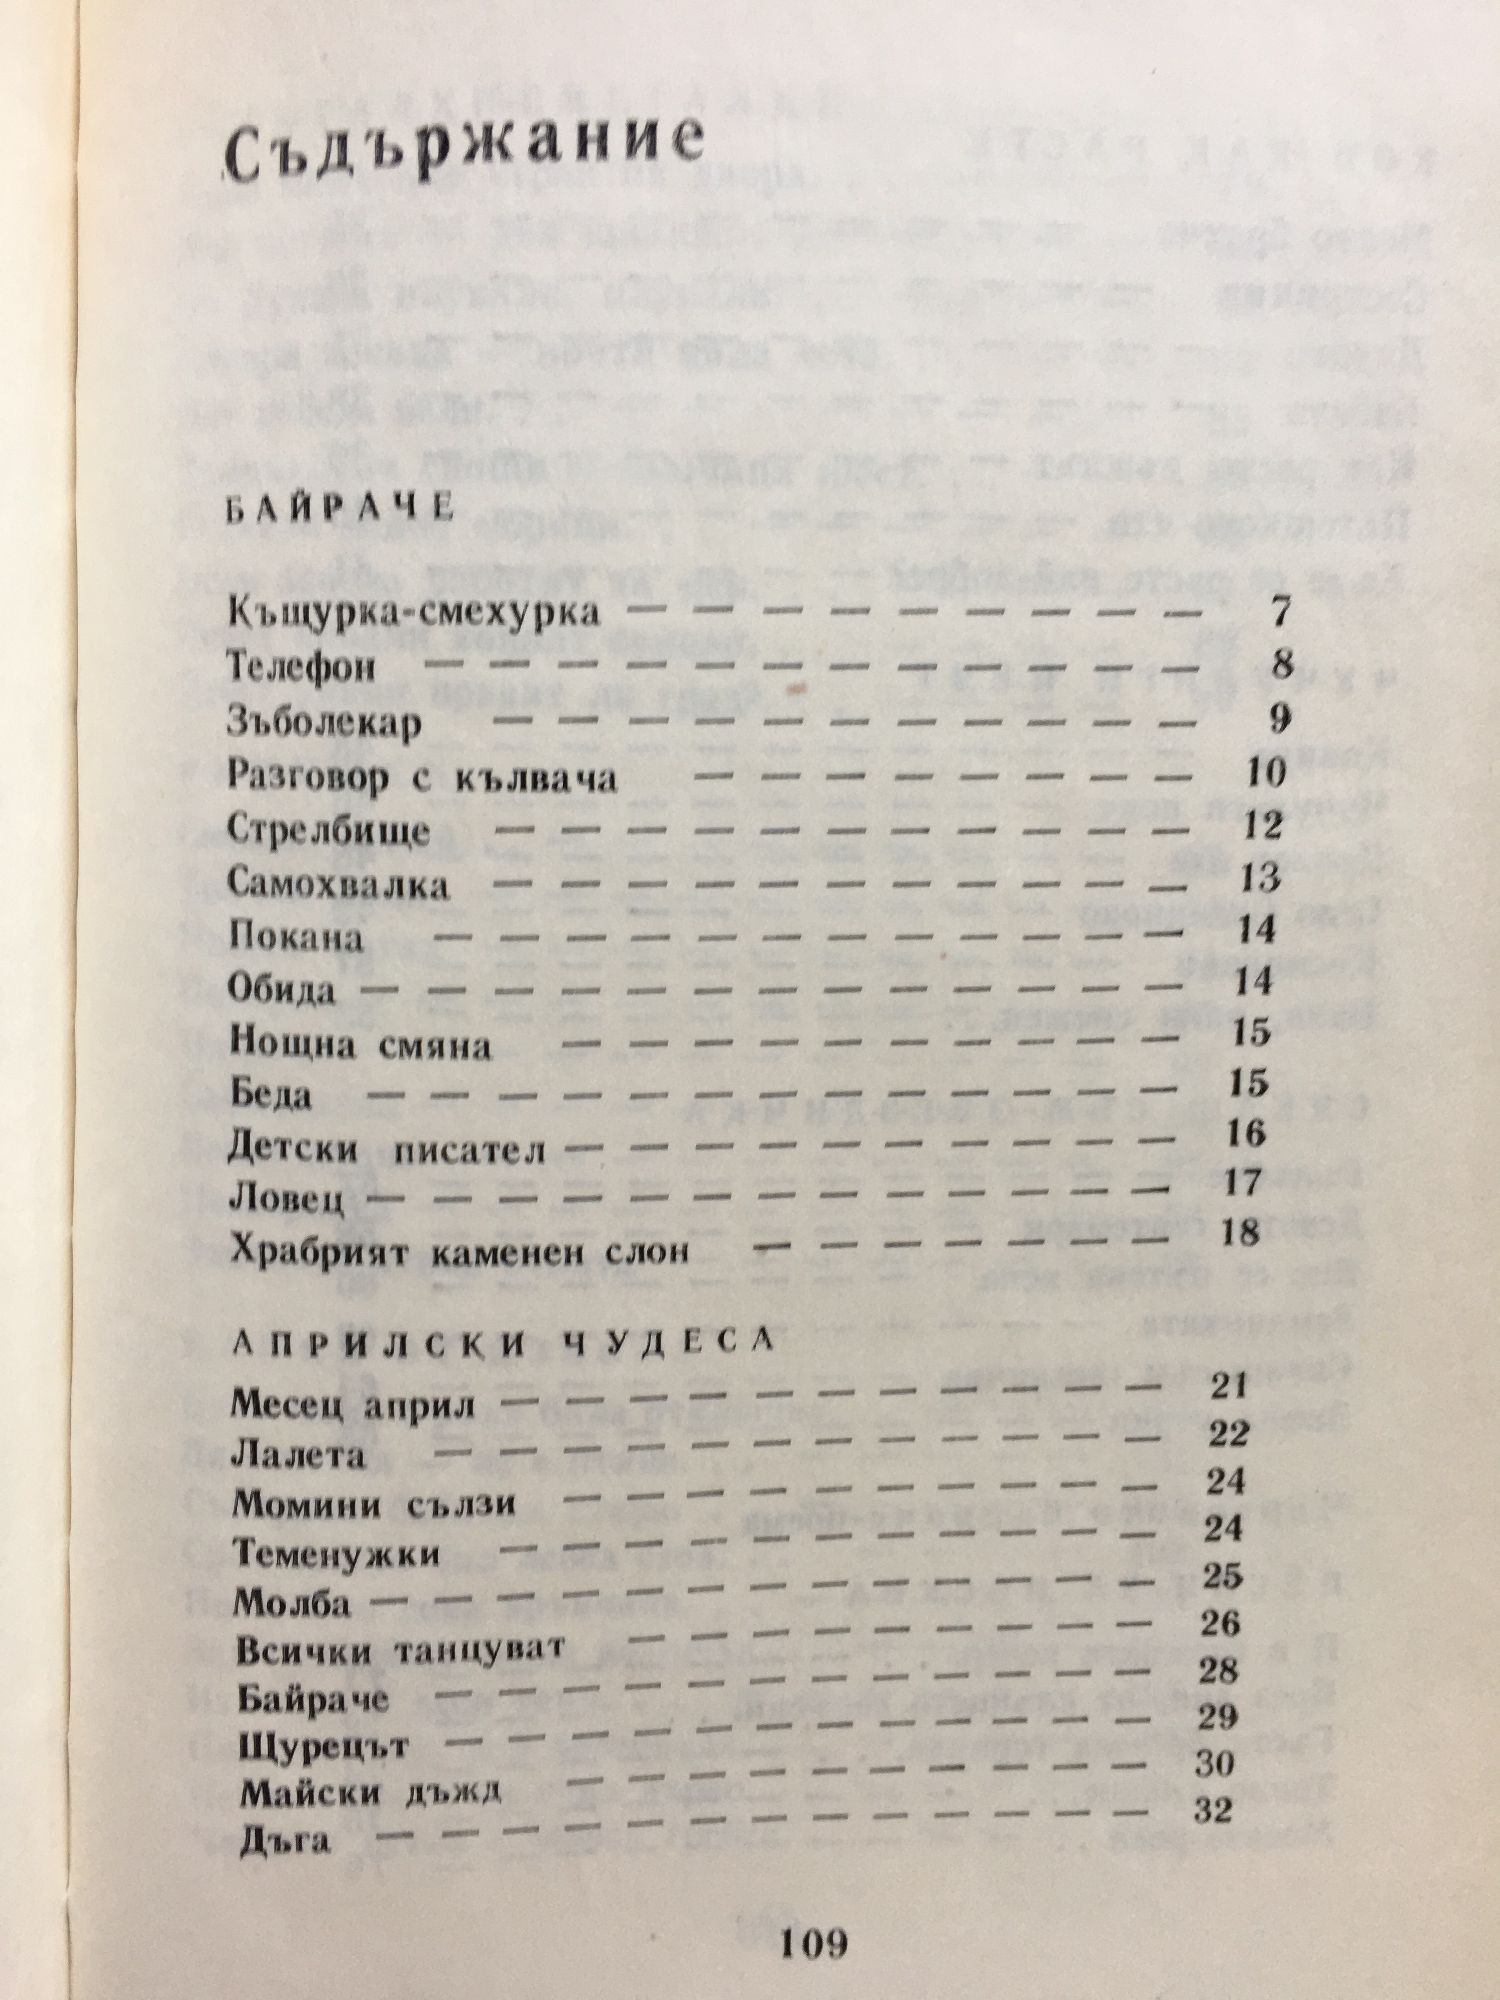 Съдържание
БАЙРАЧЕ
Къщурка-смехурка — — — — — — — — — 7
Телефон — — — — — — — — — — — — 8
Зъболекар — — — — — — — — — — — 9
Разговор с кълвача — — — — — — — — 10
Стрелбище — — — — — — — — — — — 12
Самохвалка — — — — — — — — — — — 13
Покана — — — — — — — — — — — — 14
Обида — — — — — — — — — — — — — 14
Нощна смяна — — — — — — — — — — 15
Беда — — — — — — — — — — — — — 15
Детски писател — — — — — — — — — — 16
Ловец — — — — — — — — — — — — — 17
Храбрият каменен слон — — — — — — — 18
АПРИЛСКИ ЧУДЕСА
Месец април — — — — — — — — — — — 21
Лалета — — — — — — — — — — — — 22
Момини сълзи — — — — — — — — — — 24
Теменужки — — — — — — — — — — — 24
Молба — — — — — — — — — — — — — 25
Всички танцуват — — — — — — — — — 26
Байраче — — — — — — — — — — — — 28
Щурецът — — — — — — — — — — — — 29
Майски дъжд — — — — — — — — — — 30
Дъга — — — — — — — — — — — — — 32
109